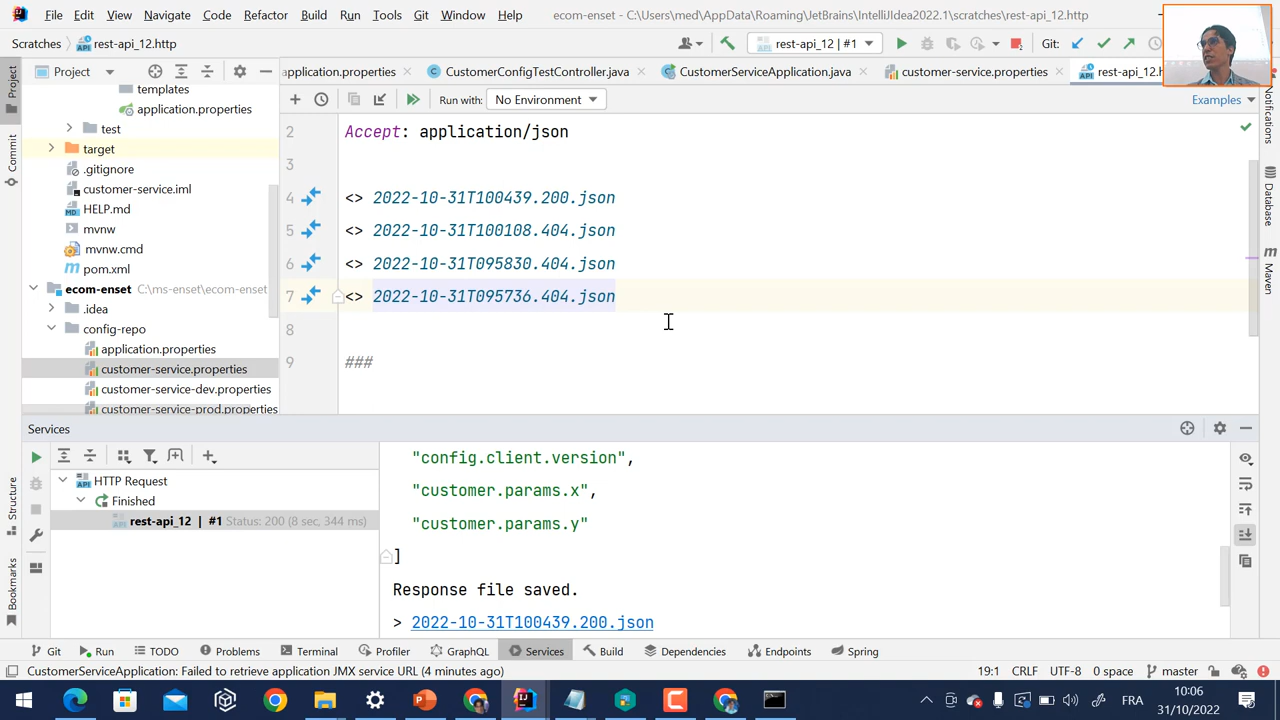 File Edit View Navigate Code Refactor Build Run Tools Git Window Help ecom-enset - C:\Users\med\AppData\Roaming\JetBrains\IntelliJIdea2022.1\scratches\rest-api_12.http
Scratches rest-api_12.http rest-api_12 | #1 Git:
Project application.properties CustomerConfigTestController.java CustomerServiceApplication.java customer-service.properties
Run with: No Environment Examples
templates
application.properties
test
target
.gitignore
customer-service.iml
HELP.md
mvnw
mvnw.cmd
pom.xml
ecom-enset C:\ms-enset\ecom-enset
.idea
config-repo
application.properties
customer-service.properties
customer-service-dev.properties
customer-service-prod.properties
2 Accept: application/json
3
4 <> 2022-10-31T100439.200.json
5 <> 2022-10-31T100108.404.json
6 <> 2022-10-31T095830.404.json
7 <> 2022-10-31T095736.404.json
8
9 ###
Project
Commit
Structure
Bookmarks
Notifications
Database
Maven
Services
HTTP Request
Finished
rest-api_12 | #1 Status: 200 (8 sec, 344 ms)
"config.client.version",
"customer.params.x",
"customer.params.y"
]
Response file saved.
> 2022-10-31T100439.200.json
Git Run TODO Problems Terminal Profiler GraphQL Services Build Dependencies Endpoints Spring
CustomerServiceApplication: Failed to retrieve application JMX service URL (4 minutes ago) 19:1 CRLF UTF-8 0 space master
FRA
10:06
31/10/2022